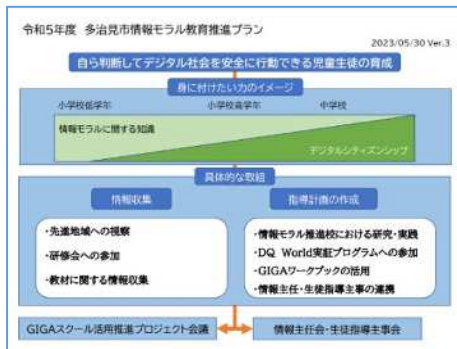 令和5年度 多治見市情報モラル教育推進プラン
2023/05/30 Ver.3
自ら判断してデジタル社会を安全に行動できる児童生徒の育成
身に付けたい力のイメージ
小学校低学年 小学校高学年 中学校
情報モラルに関する知識
デジタルシティズンシップ
具体的な取組
情報収集
・先進地域への視察
・研修会への参加
・教材に関する情報収集
指導計画の作成
・情報モラル推進校における研究・実践
・DQ World実証プログラムへの参加
・GIGAワークブックの活用
・情報主任・生徒指導主事の連携
GIGAスクール活用推進プロジェクト会議
情報主任会・生徒指導主事会